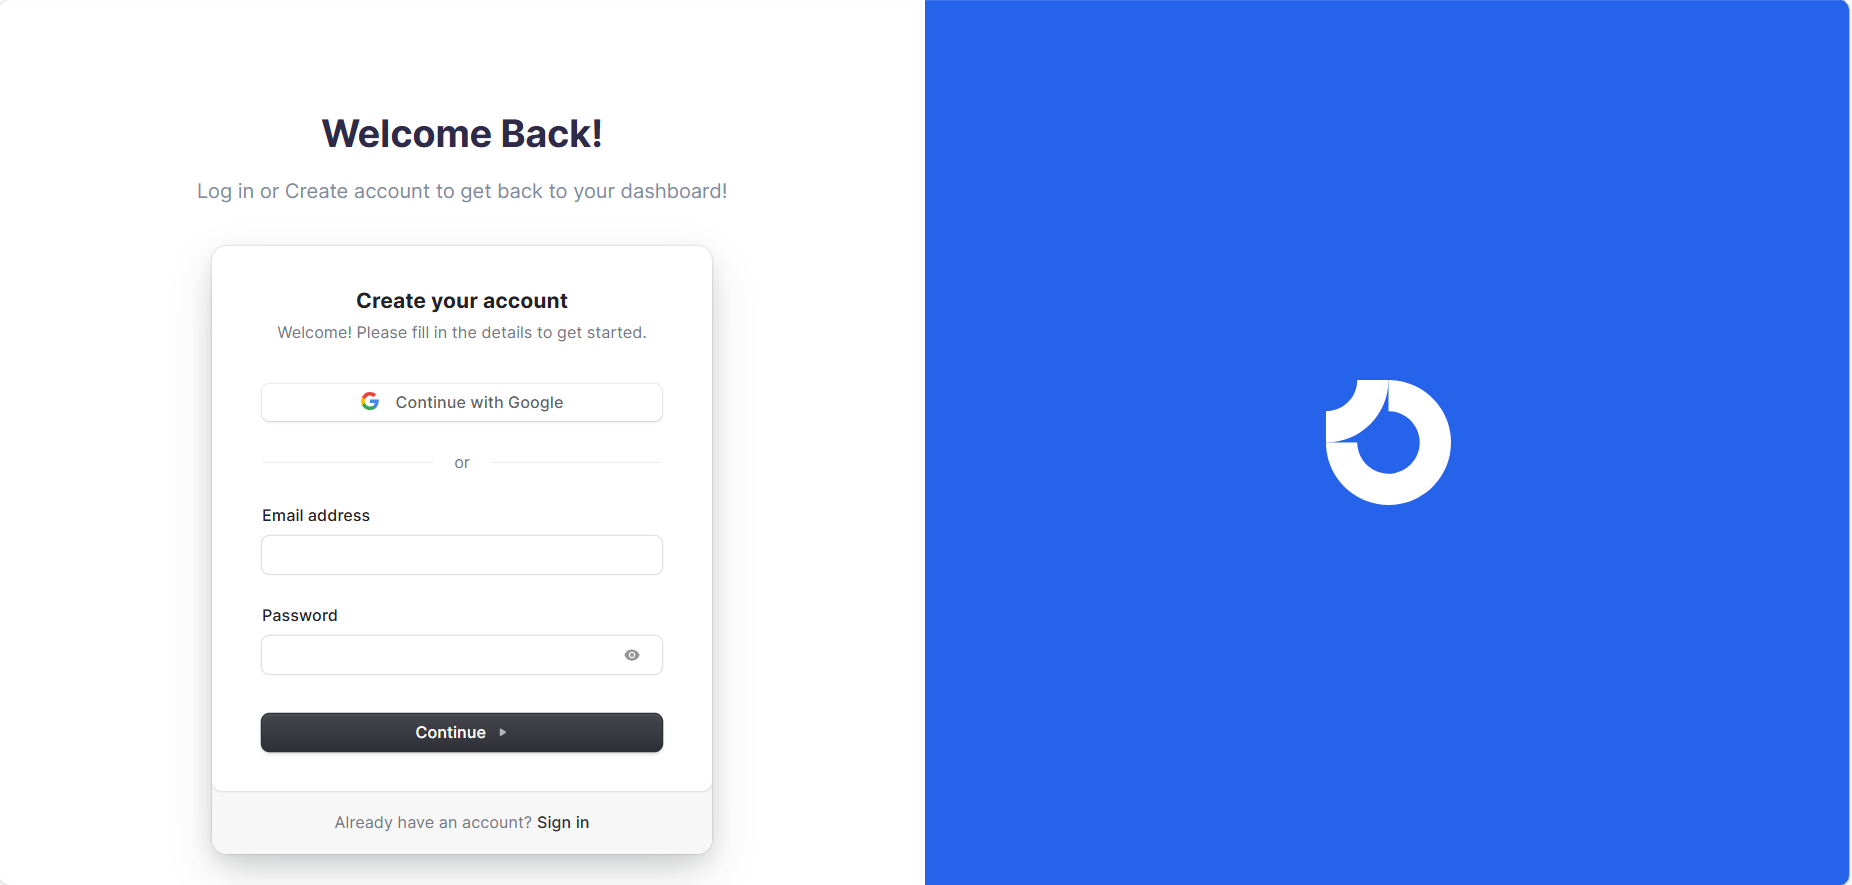 Welcome Back!
Log in or Create account to get back to your dashboard!
Create your account
Welcome! Please fill in the details to get started.
Continue with Google
or
Email address
Password
Continue
Already have an account? Sign in